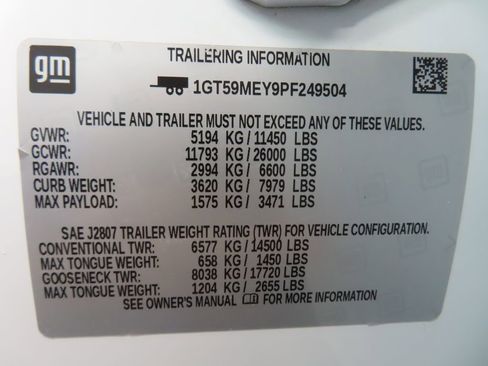 gm
TRAILERING INFORMATION
1GT59MEY9PF249504
VEHICLE AND TRAILER MUST NOT EXCEED ANY OF THESE VALUES.
GVWR: 5194 KG / 11450 LBS
GCWR: 11793 KG / 26000 LBS
RGAWR: 2994 KG / 6600 LBS
CURB WEIGHT: 3620 KG / 7979 LBS
MAX PAYLOAD: 1575 KG / 3471 LBS
SAE J2807 TRAILER WEIGHT RATING (TWR) FOR VEHICLE CONFIGURATION.
CONVENTIONAL TWR: 6577 KG / 14500 LBS
MAX TONGUE WEIGHT: 658 KG / 1450 LBS
GOOSENECK TWR: 8038 KG / 17720 LBS
MAX TONGUE WEIGHT: 1204 KG / 2655 LBS
SEE OWNER'S MANUAL FOR MORE INFORMATION